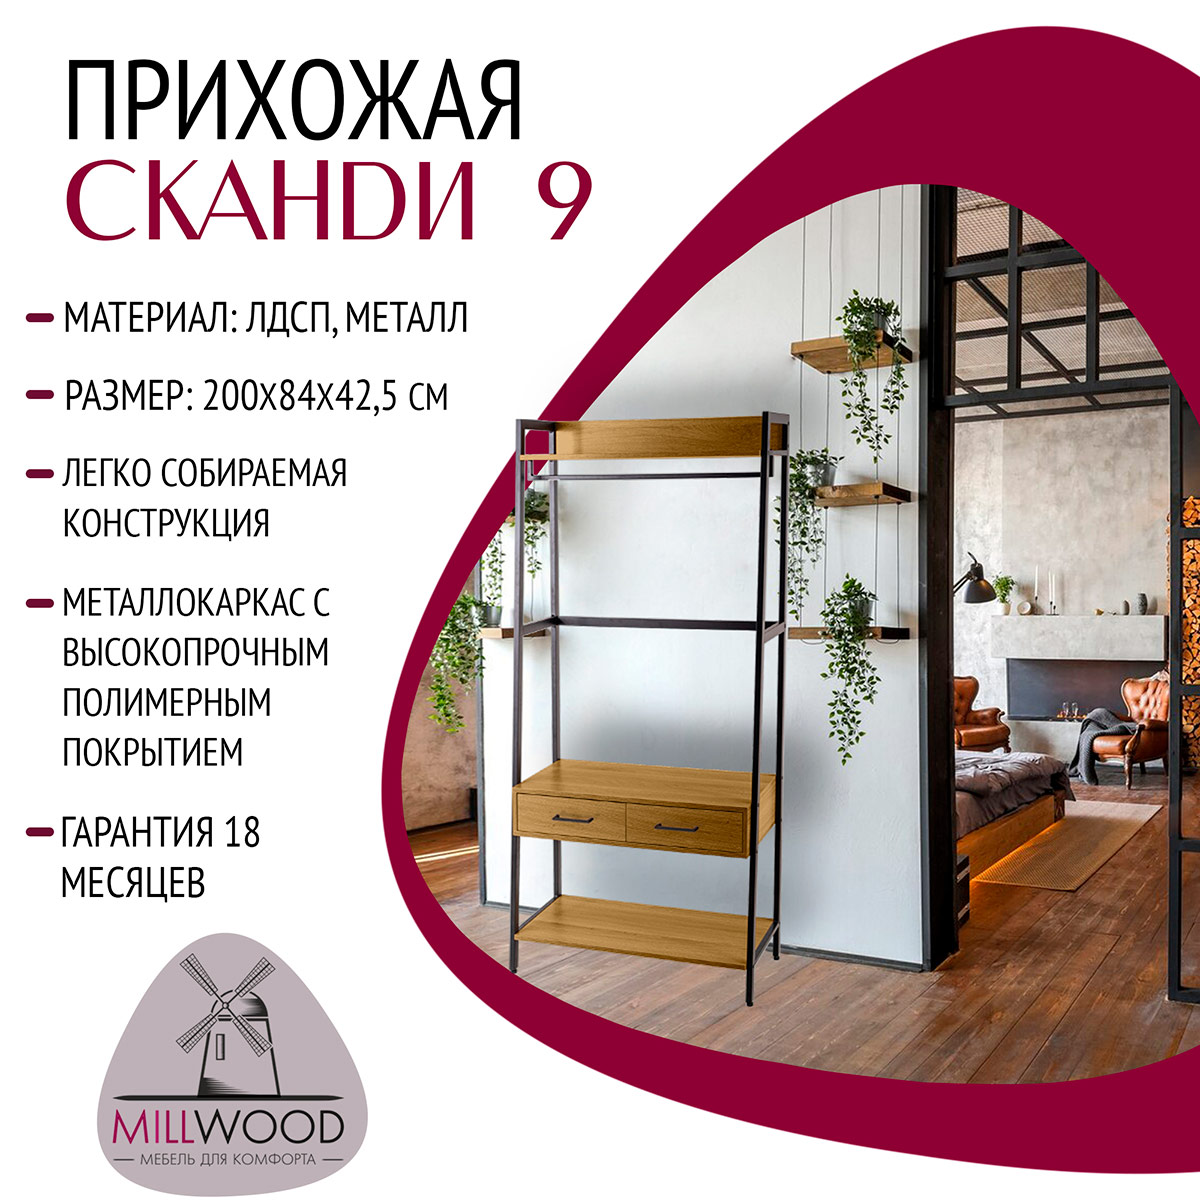 ПРИХОЖАЯ
СКАНДИ 9
МАТЕРИАЛ: ЛДСП, МЕТАЛЛ
РАЗМЕР: 200Х84Х42,5 СМ
ЛЕГКО СОБИРАЕМАЯ
КОНСТРУКЦИЯ
МЕТАЛЛОКАРКАС С
ВЫСОКОПРОЧНЫМ
ПОЛИМЕРНЫМ
ПОКРЫТИЕМ
ГАРАНТИЯ 18
МЕСЯЦЕВ
MILLWOOD
— МЕБЕЛЬ ДЛЯ КОМФОРТА —